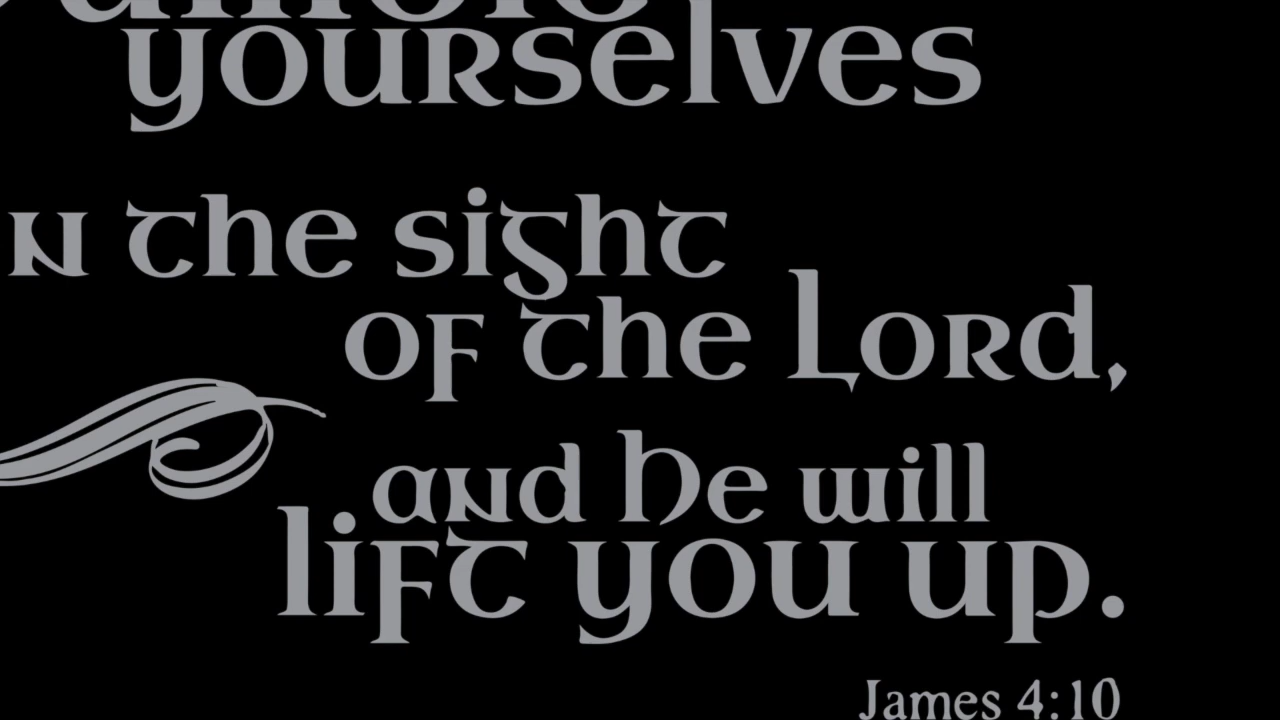 yourselves
the sight
of the Lord,
and He will
lift you up.
James 4:10